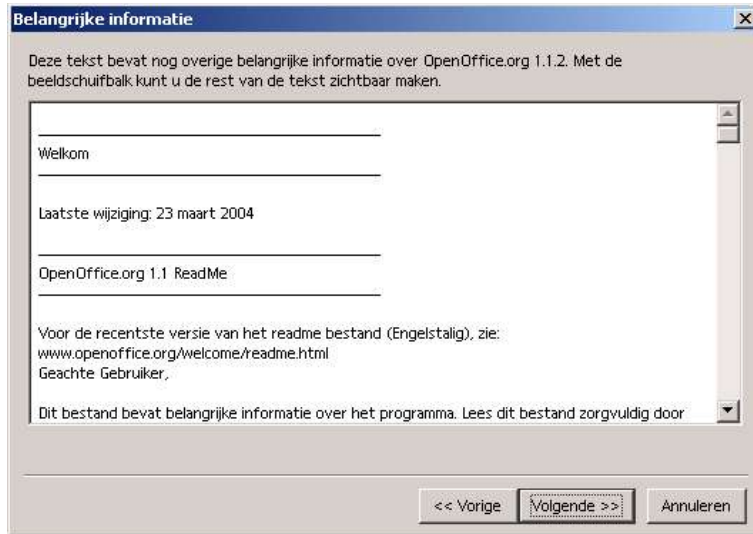 Belangrijke informatie
Deze tekst bevat nog overige belangrijke informatie over OpenOffice.org 1.1.2. Met de
beeldschuifbalk kunt u de rest van de tekst zichtbaar maken.
Welkom
Laatste wijziging: 23 maart 2004
OpenOffice.org 1.1 ReadMe
Voor de recentste versie van het readme bestand (Engelstalig), zie:
www.openoffice.org/welcome/readme.html
Geachte Gebruiker,
Dit bestand bevat belangrijke informatie over het programma. Lees dit bestand zorgvuldig door
<< Vorige Volgende >> Annuleren